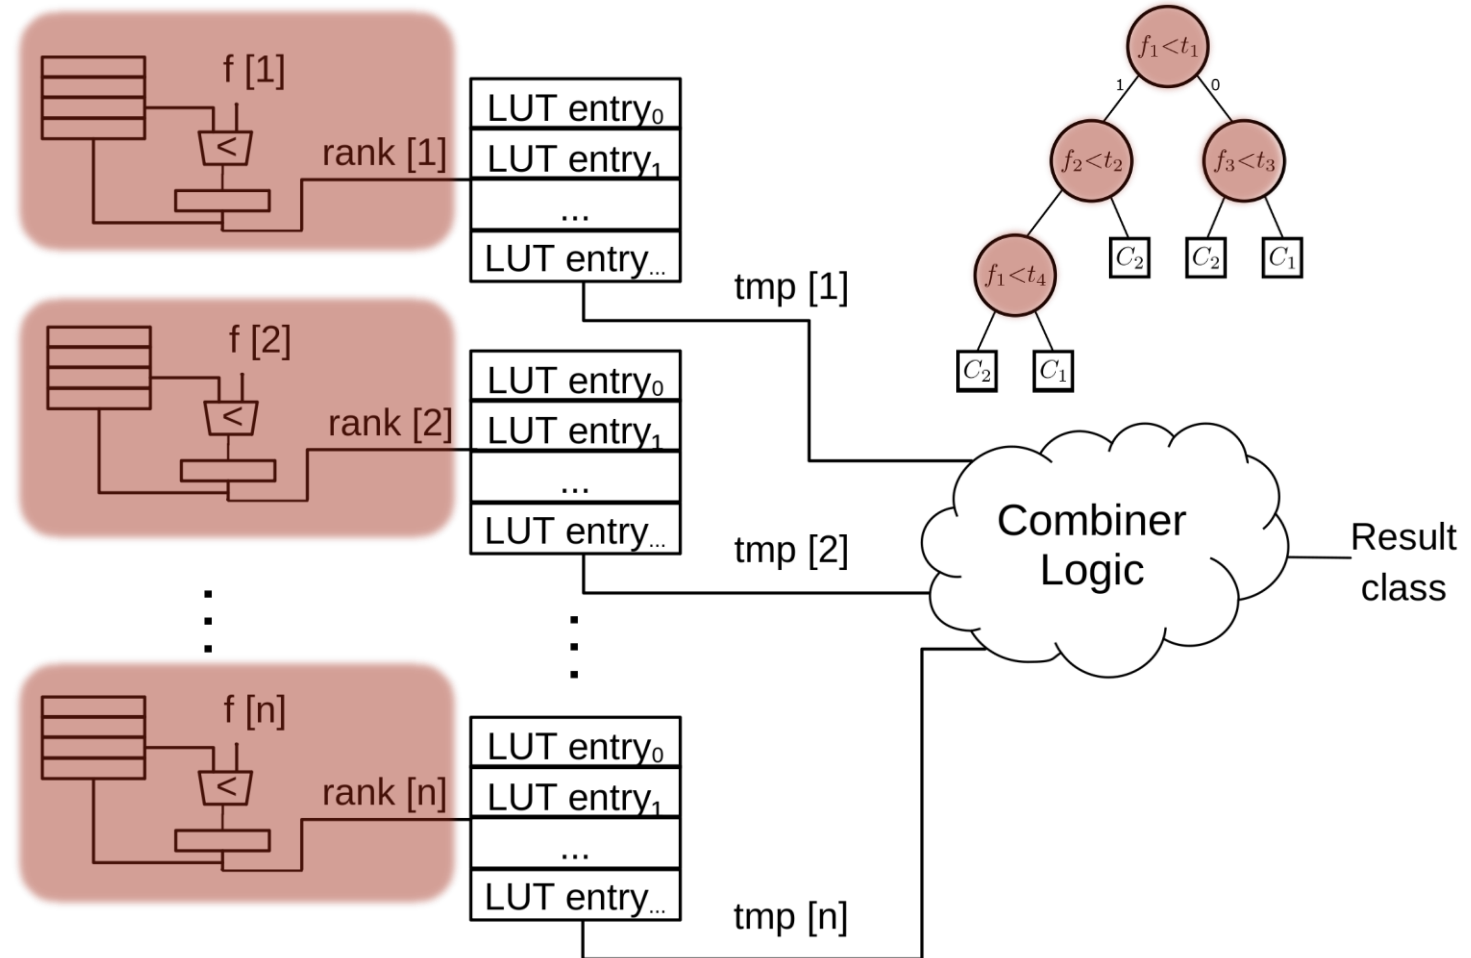 f [1]
<
rank [1]
LUT entry₀
LUT entry₁
...
LUT entry...
tmp [1]
f₁<t₁
1
0
f₂<t₂
f₃<t₃
f₁<t₄
C₂
C₂
C₁
C₂
C₁
f [2]
<
rank [2]
LUT entry₀
LUT entry₁
...
LUT entry...
tmp [2]
Combiner
Logic
Result
class
f [n]
<
rank [n]
LUT entry₀
LUT entry₁
...
LUT entry...
tmp [n]